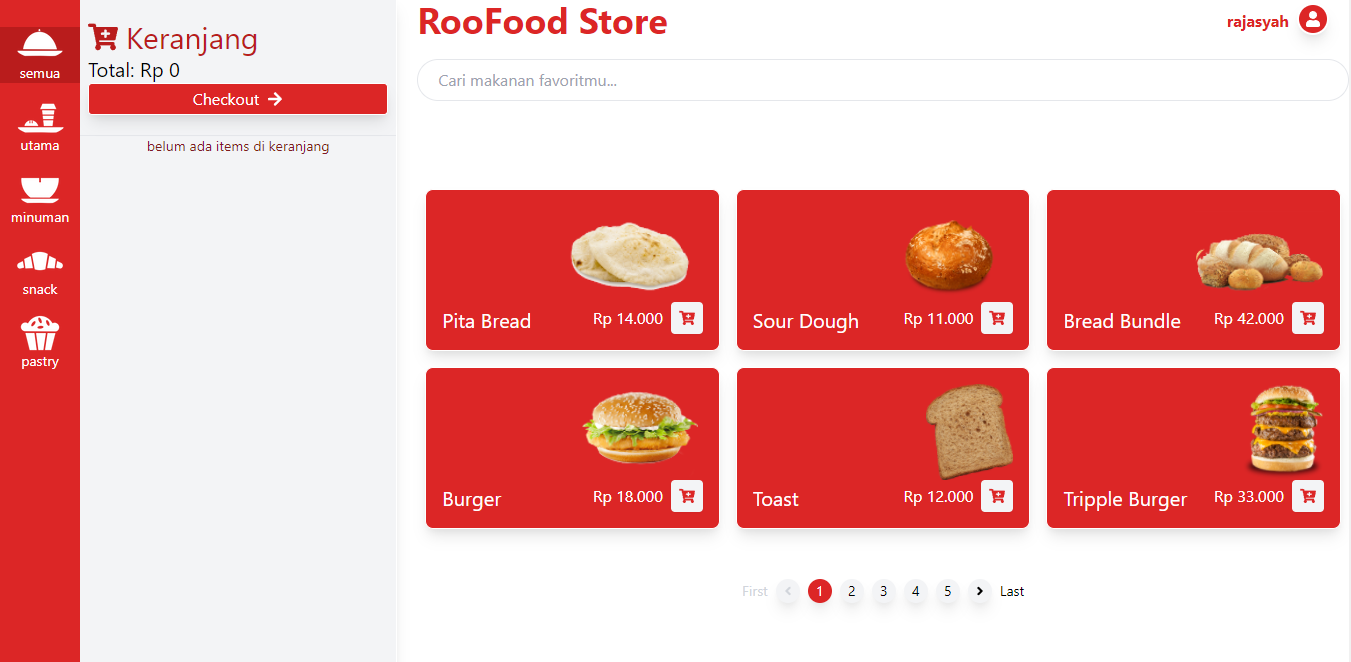 semua
utama
minuman
snack
pastry
Keranjang
Total: Rp 0
Checkout
belum ada items di keranjang
RooFood Store
rajasyah
Cari makanan favoritmu...
Pita Bread Rp 14.000
Sour Dough Rp 11.000
Bread Bundle Rp 42.000
Burger Rp 18.000
Toast Rp 12.000
Tripple Burger Rp 33.000
First 1 2 3 4 5 Last